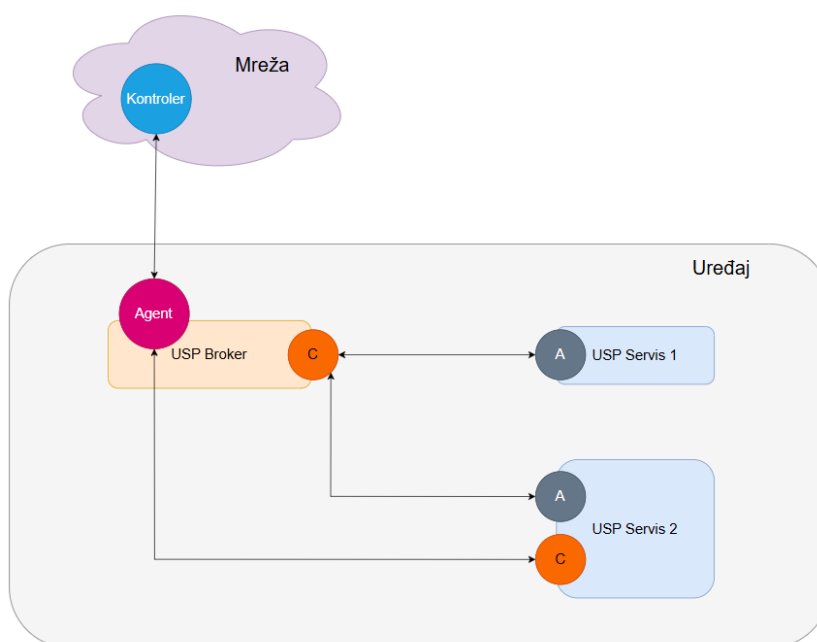 Mreža
Kontroler
Uređaj
Agent
USP Broker
C
A
USP Servis 1
A
USP Servis 2
C